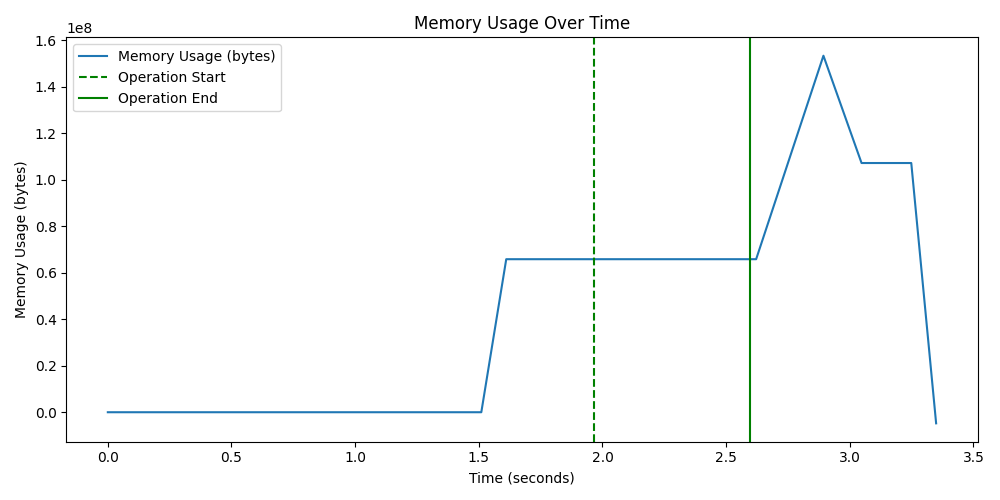 Memory Usage Over Time
1e8
Memory Usage (bytes)
Operation Start
Operation End
1.6
1.4
1.2
1.0
0.8
0.6
0.4
0.2
0.0
Memory Usage (bytes)
0.0 0.5 1.0 1.5 2.0 2.5 3.0 3.5
Time (seconds)